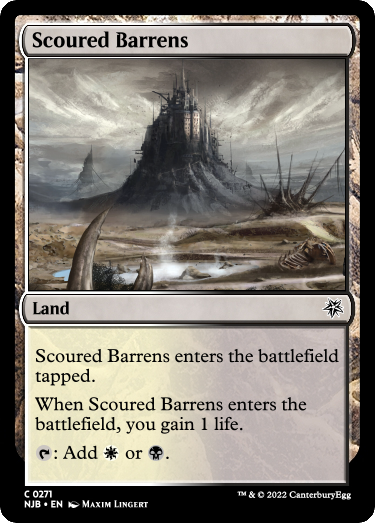 Scoured Barrens
Land
Scoured Barrens enters the battlefield
tapped.
When Scoured Barrens enters the
battlefield, you gain 1 life.
: Add or .
C 0271
NJB • EN Maxim Lingert
™ & © 2022 CanterburyEgg